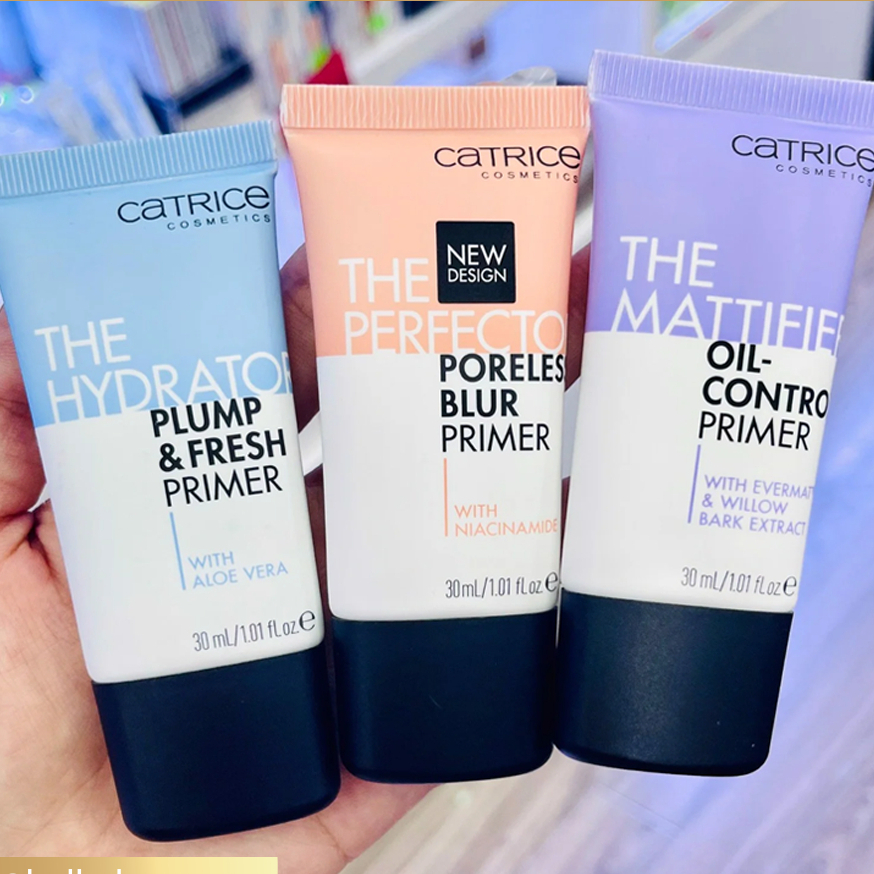 CATRICE
COSMETICS
THE
HYDRATOR
PLUMP
& FRESH
PRIMER
WITH
ALOE VERA
30 mL/1.01 fl.oz.e
CATRICE
COSMETICS
NEW
DESIGN
THE
PERFECTO
PORELES
BLUR
PRIMER
WITH
NIACINAMIDE
30 mL/1.01 fl.oz.e
CATRICE
COSMETICS
THE
MATTIFIE
OIL-
CONTRO
PRIMER
WITH EVERMAT
& WILLOW
BARK EXTRACT
30 mL/1.01 fl.oz.e